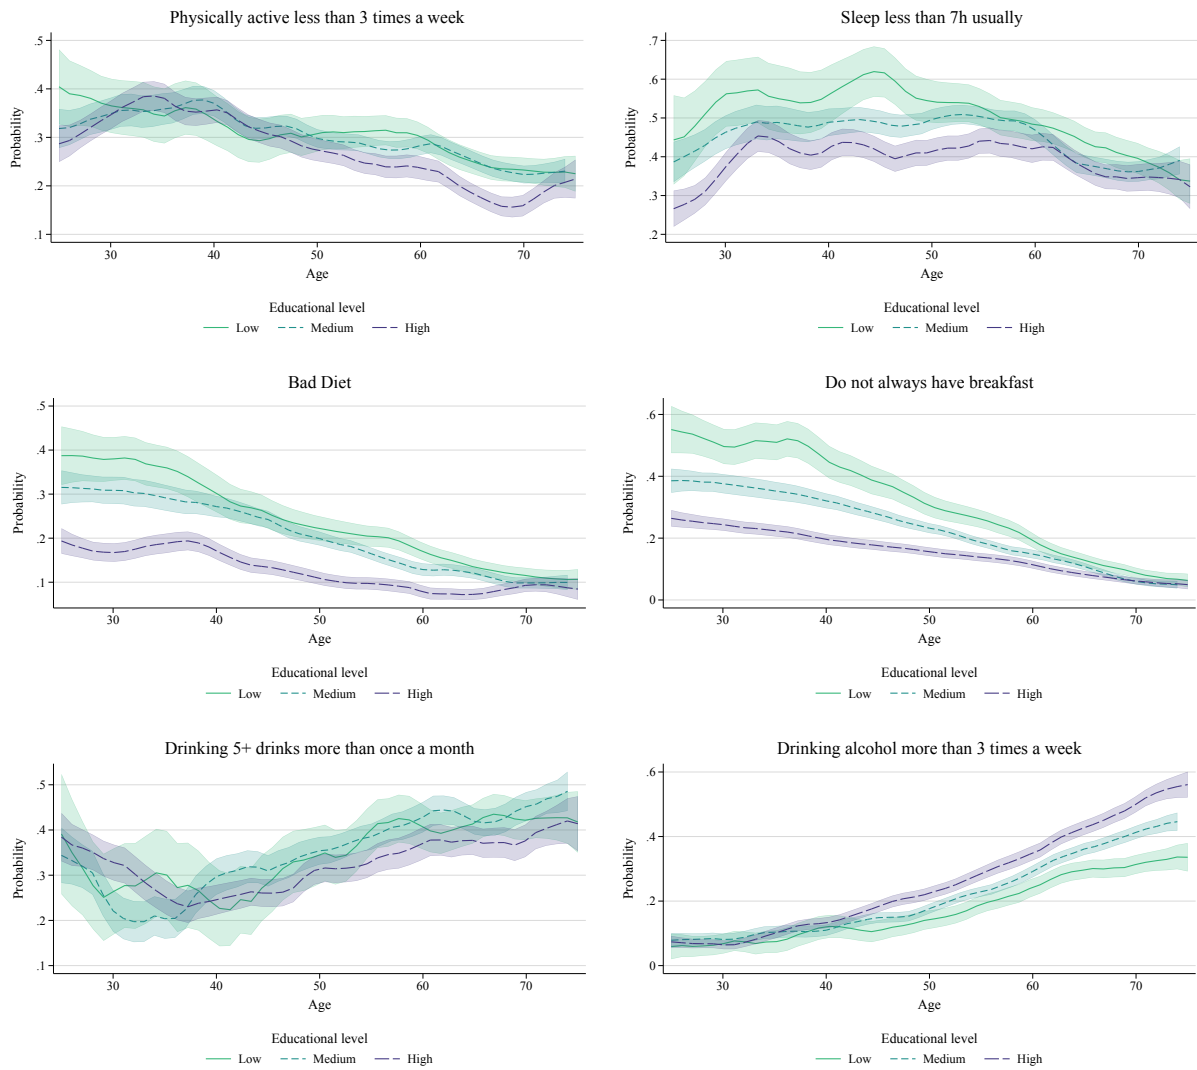 Physically active less than 3 times a week
.5
.4
.3
.2
.1
Probability
30 40 50 60 70
Age
Educational level
Low Medium High
Sleep less than 7h usually
.7
.6
.5
.4
.3
.2
Probability
30 40 50 60 70
Age
Educational level
Low Medium High
Bad Diet
.5
.4
.3
.2
.1
Probability
30 40 50 60 70
Age
Educational level
Low Medium High
Do not always have breakfast
.6
.4
.2
0
Probability
30 40 50 60 70
Age
Educational level
Low Medium High
Drinking 5+ drinks more than once a month
.5
.4
.3
.2
.1
Probability
30 40 50 60 70
Age
Educational level
Low Medium High
Drinking alcohol more than 3 times a week
.6
.4
.2
0
Probability
30 40 50 60 70
Age
Educational level
Low Medium High